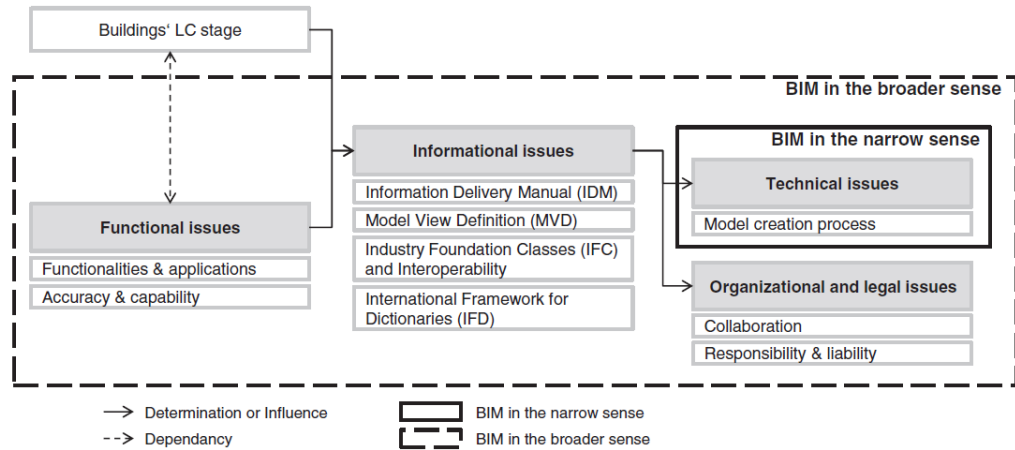 Buildings‘ LC stage
BIM in the broader sense
BIM in the narrow sense
Informational issues
Information Delivery Manual (IDM)
Model View Definition (MVD)
Industry Foundation Classes (IFC)
and Interoperability
International Framework for
Dictionaries (IFD)
Functional issues
Functionalities & applications
Accuracy & capability
Technical issues
Model creation process
Organizational and legal issues
Collaboration
Responsibility & liability
Determination or Influence
Dependancy
BIM in the narrow sense
BIM in the broader sense